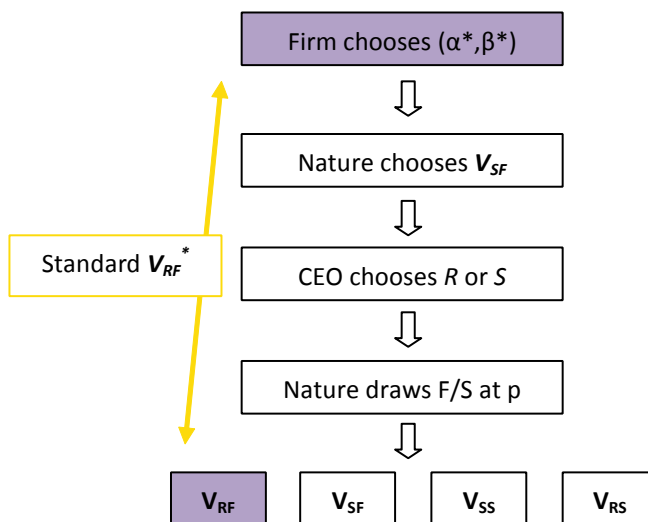 Firm chooses (α*,β*)
Nature chooses V_SF
Standard V_RF*
CEO chooses R or S
Nature draws F/S at p
V_RF
V_SF
V_SS
V_RS